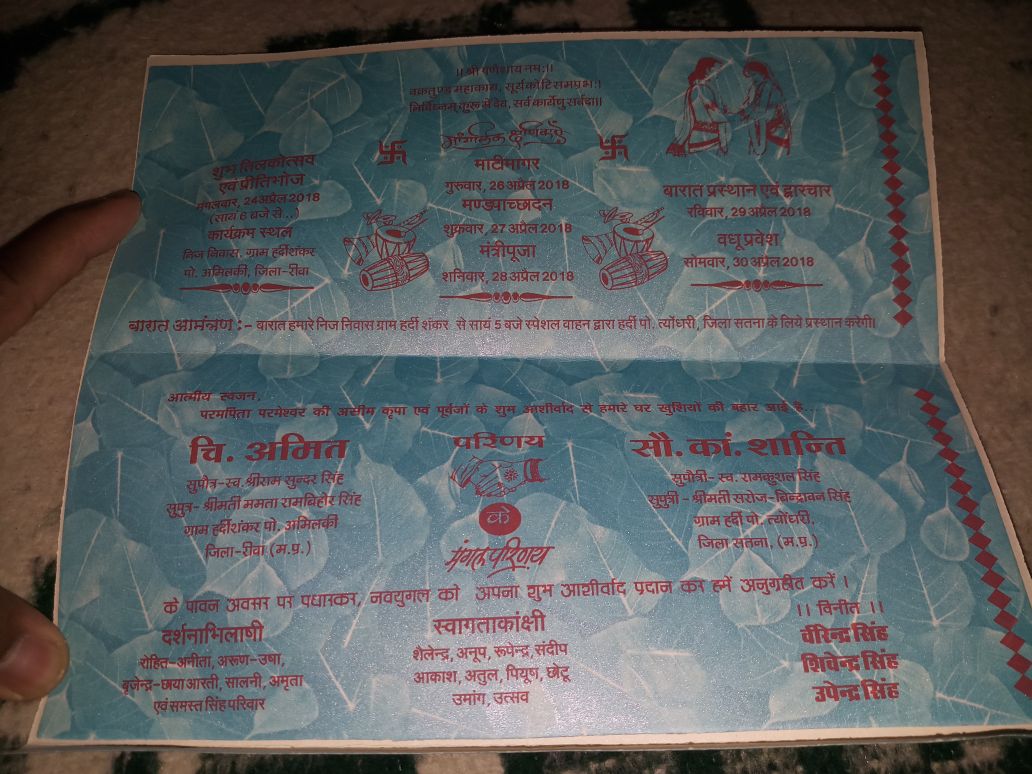 ।। श्री गणेशाय नमः।।
वक्रतुण्ड महाकाय, सूर्यकोटि समप्रभः।
निर्विघ्नम् कुरू मे देव, सर्व कार्येणु सर्वदा।।
मांगलिक क्षणिकाएँ
शुभ तिलकोत्सव
एवं प्रीतिभोज
मंगलवार, 24 अप्रैल 2018
(सायं 6 बजे से...)
कार्यक्रम स्थल
निज निवास, ग्राम हर्दीशंकर
पो. अमिलकी, जिला-रीवा
माटीमागर
गुरूवार, 26 अप्रैल 2018
मण्डपाच्छादन
शुक्रवार, 27 अप्रैल 2018
मंत्रीपूजा
शनिवार, 28 अप्रैल 2018
बारात प्रस्थान एवं द्वारचार
रविवार, 29 अप्रैल 2018
वधू प्रवेश
सोमवार, 30 अप्रैल 2018
बारात आमंत्रण :- बारात हमारे निज निवास ग्राम हर्दी शंकर से सायं 5 बजे स्पेशल वाहन द्वारा हर्दी पो. त्योंधरी, जिला सतना के लिये प्रस्थान करेगी।
आत्मीय स्वजन,
परमपिता परमेश्वर की असीम कृपा एवं पूर्वजों के शुभ आशीर्वाद से हमारे घर खुशियों की बहार आई है...
चि. अमित
सुपौत्र-स्व. श्रीराम सुन्दर सिंह
सुपुत्र- श्रीमती ममता रामबिहोर सिंह
ग्राम हर्दीशंकर पो. अमिलकी
जिला-रीवा (म.प्र.)
परिणय
के
मंगल परिणय
सौ. कां. शान्ति
सुपौत्री- स्व. रामकुशल सिंह
सुपुत्री - श्रीमती सरोज-बिन्द्रावन सिंह
ग्राम हर्दी पो. त्योंधरी,
जिला सतना, (म.प्र.)
के पावन अवसर पर पधारकर, नवयुगल को अपना शुभ आशीर्वाद प्रदान कर हमें अनुग्रहीत करें ।
दर्शनाभिलाषी
रोहित-अनीता, अरूण-उषा,
बृजेन्द्र-छाया आरती, सालनी, अमृता
एवं समस्त सिंह परिवार
स्वागताकांक्षी
शैलेन्द्र, अनूप, रूपेन्द्र, संदीप
आकाश, अतुल, पियूण, छोटू
उमांग, उत्सव
।। विनीत ।।
वीरेन्द्र सिंह
शिवेन्द्र सिंह
उपेन्द्र सिंह